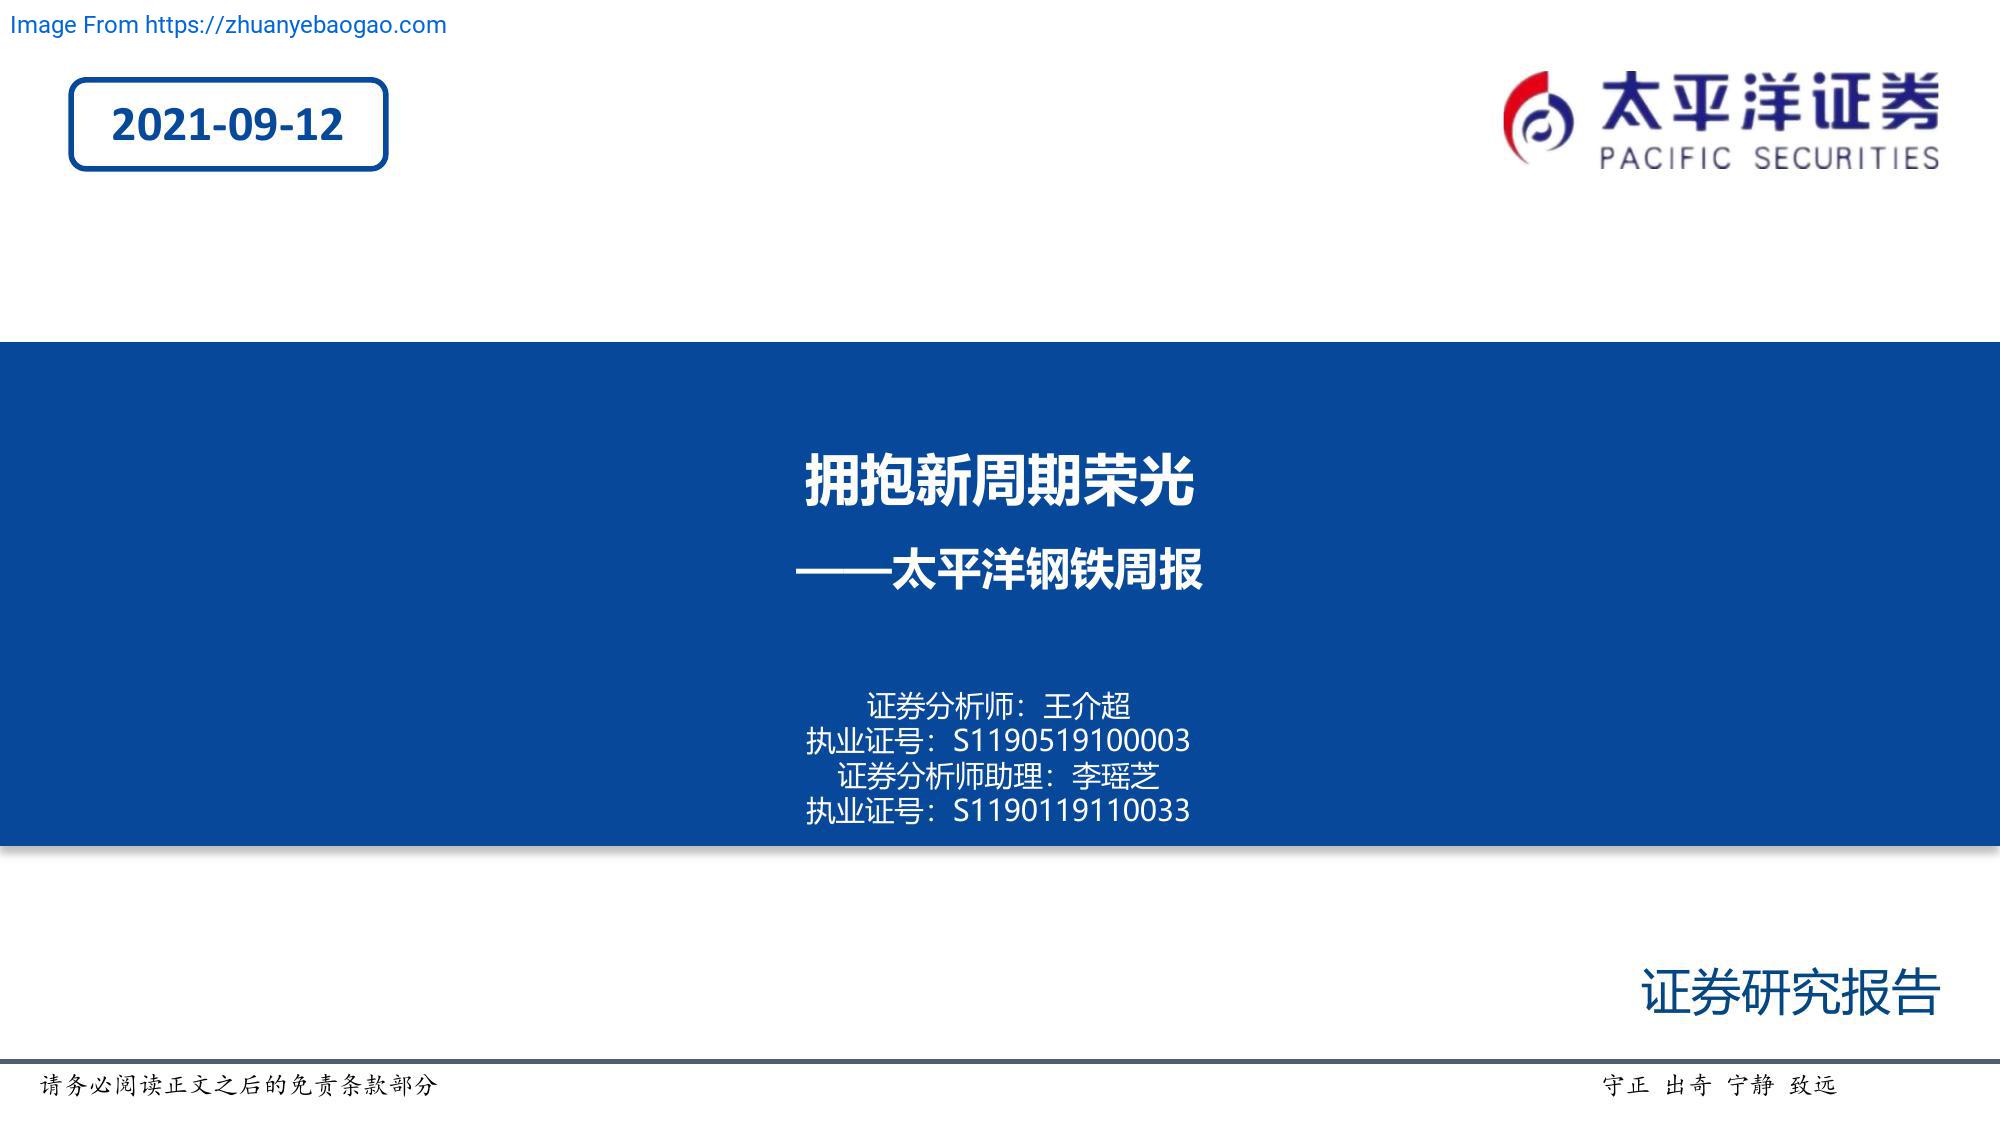 Image From https://zhuanyebaogao.com
2021-09-12
太平洋证券
PACIFIC SECURITIES
拥抱新周期荣光
——太平洋钢铁周报
证券分析师：王介超
执业证号：S1190519100003
证券分析师助理：李瑶芝
执业证号：S1190119110033
证券研究报告
请务必阅读正文之后的免责条款部分
守正 出奇 宁静 致远